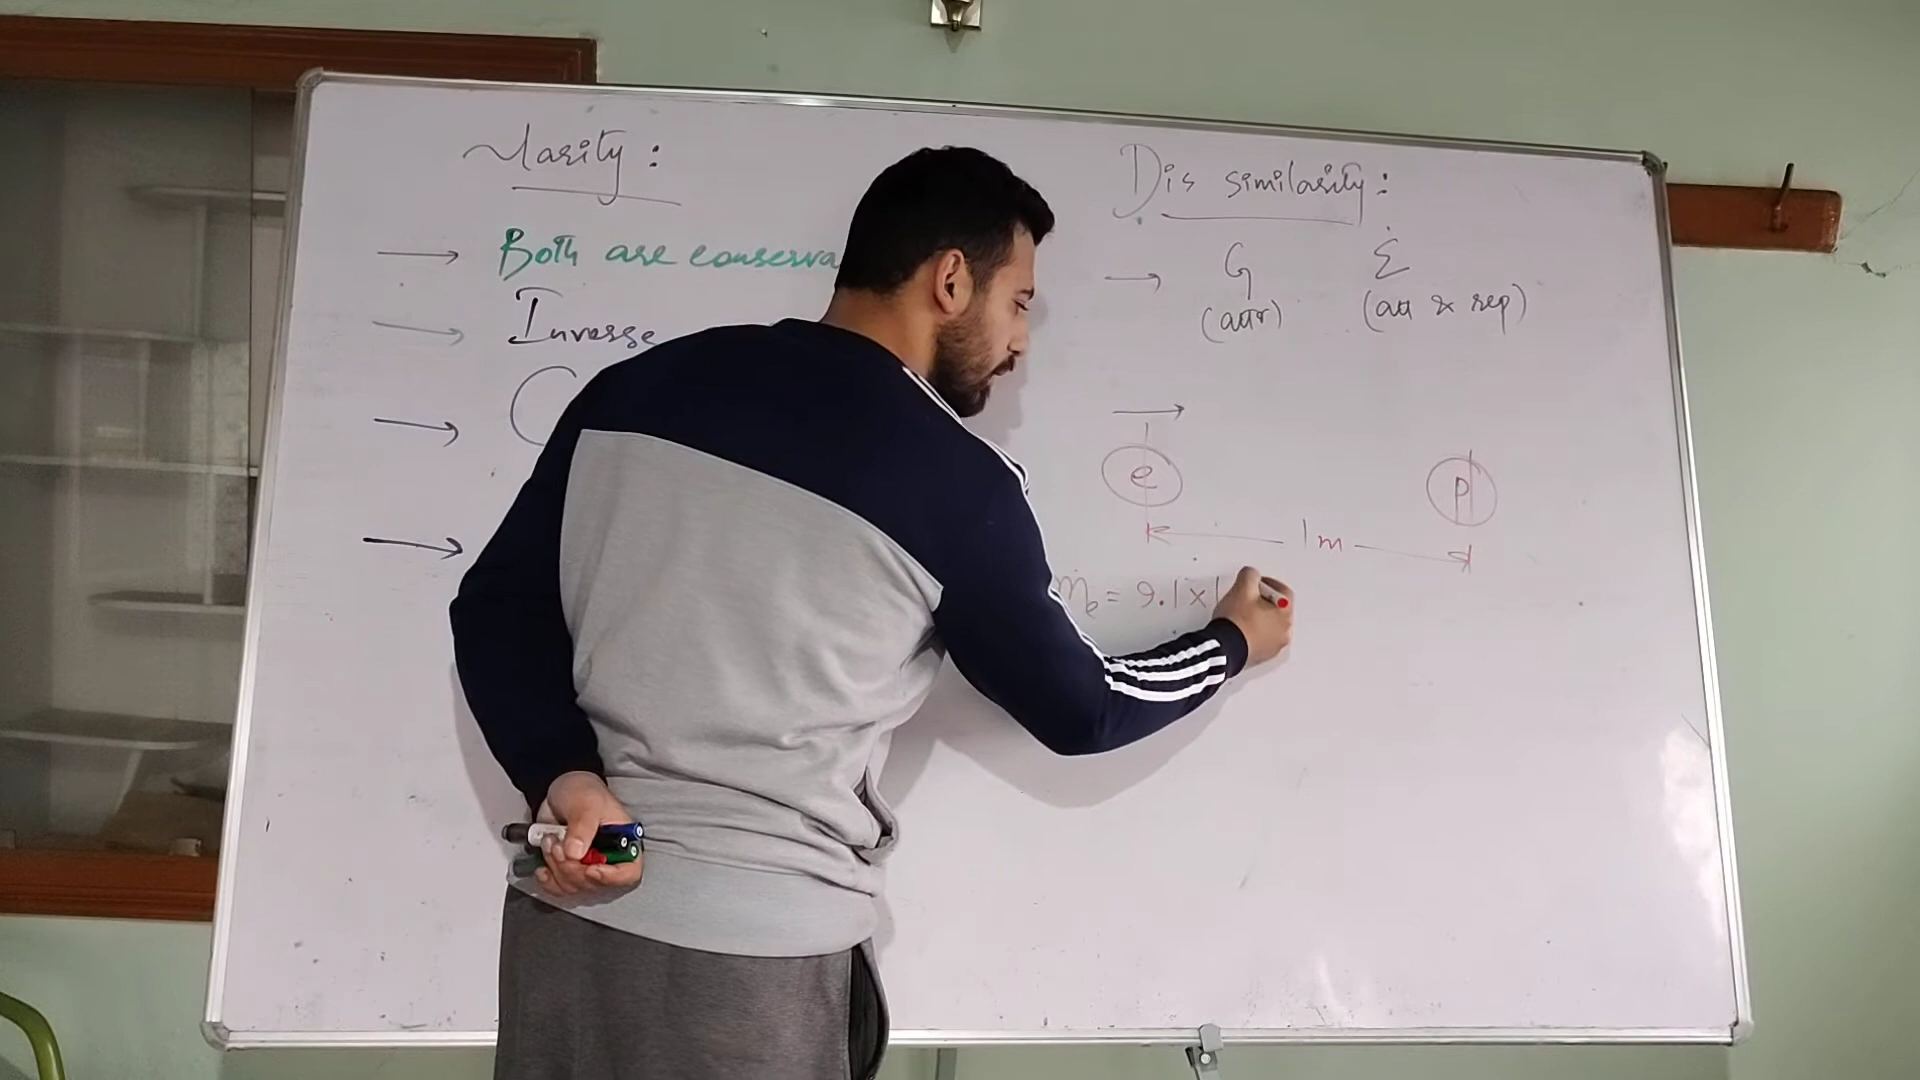 larity :
Both are conserva
Inverse
C
Dis similarity :
G E
(attr) (att & rep)
e p
1m
me = 9.1 × 1